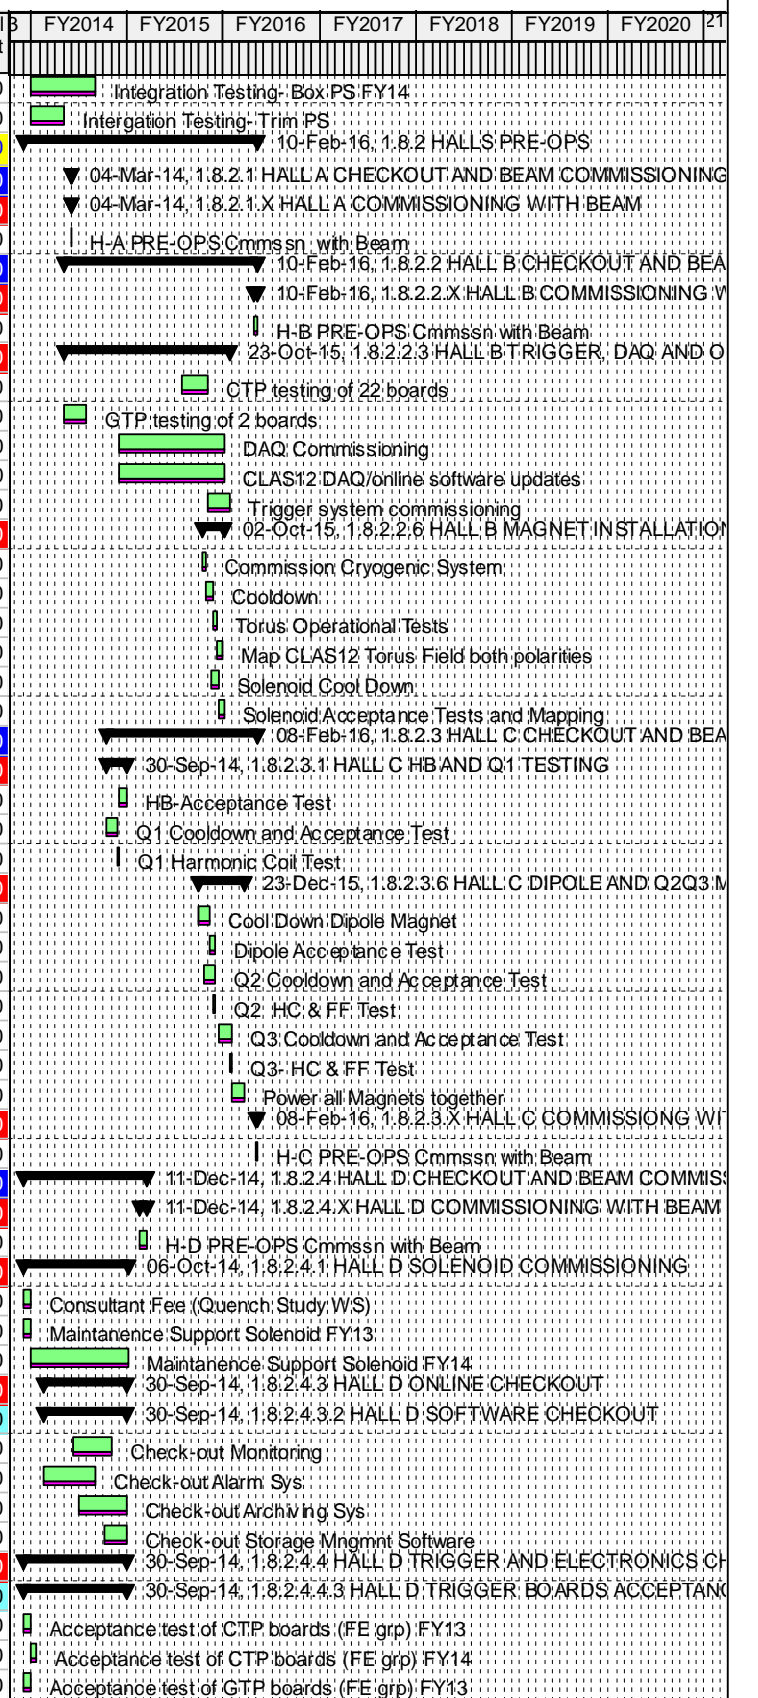 FY2014 FY2015 FY2016 FY2017 FY2018 FY2019 FY2020 21
Integration Testing- Box PS FY14
Intergation Testing- Trim PS
10-Feb-16, 1.8.2 HALLS PRE-OPS
04-Mar-14, 1.8.2.1 HALL A CHECKOUT AND BEAM COMMISSIONING
04-Mar-14, 1.8.2.1.X HALL A COMMISSIONING WITH BEAM
H-A PRE-OPS Cmmssn with Beam
10-Feb-16, 1.8.2.2 HALL B CHECKOUT AND BEA
10-Feb-16, 1.8.2.2.X HALL B COMMISSIONING W
H-B PRE-OPS Cmmssn with Beam
23-Oct-15, 1.8.2.2.3 HALL B TRIGGER, DAQ AND O
CTP testing of 22 boards
GTP testing of 2 boards
DAQ Commissioning
CLAS12 DAQ/online software updates
Trigger system commissioning
02-Oct-15, 1.8.2.2.6 HALL B MAGNET INSTALLATION
Commission Cryogenic System
Cooldown
Torus Operational Tests
Map CLAS12 Torus Field both polarities
Solenoid Cool Down
Solenoid Acceptance Tests and Mapping
08-Feb-16, 1.8.2.3 HALL C CHECKOUT AND BEA
30-Sep-14, 1.8.2.3.1 HALL C HB AND Q1 TESTING
HB-Acceptance Test
Q1 Cooldown and Acceptance Test
Q1 Harmonic Coil Test
23-Dec-15, 1.8.2.3.6 HALL C DIPOLE AND Q2Q3 M
Cool Down Dipole Magnet
Dipole Acceptance Test
Q2 Cooldown and Acceptance Test
Q2 HC & FF Test
Q3 Cooldown and Acceptance Test
Q3- HC & FF Test
Power all Magnets together
08-Feb-16, 1.8.2.3.X HALL C COMMISSIONG WIT
H-C PRE-OPS Cmmssn with Beam
11-Dec-14, 1.8.2.4 HALL D CHECKOUT AND BEAM COMMISS
11-Dec-14, 1.8.2.4.X HALL D COMMISSIONING WITH BEAM
H-D PRE-OPS Cmmssn with Beam
06-Oct-14, 1.8.2.4.1 HALL D SOLENOID COMMISSIONING
Consultant Fee (Quench Study WS)
Maintanence Support Solenoid FY13
Maintanence Support Solenoid FY14
30-Sep-14, 1.8.2.4.3 HALL D ONLINE CHECKOUT
30-Sep-14, 1.8.2.4.3.2 HALL D SOFTWARE CHECKOUT
Check-out Monitoring
Check-out Alarm Sys
Check-out Archiving Sys
Check-out Storage Mngmnt Software
30-Sep-14, 1.8.2.4.4 HALL D TRIGGER AND ELECTRONICS CH
30-Sep-14, 1.8.2.4.4.3 HALL D TRIGGER BOARDS ACCEPTANC
Acceptance test of CTP boards (FE grp) FY13
Acceptance test of CTP boards (FE grp) FY14
Acceptance test of GTP boards (FE grp) FY13